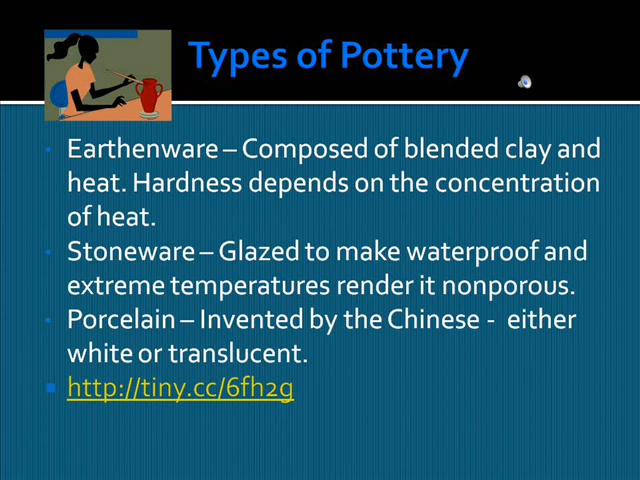 Types of Pottery
Earthenware – Composed of blended clay and
heat. Hardness depends on the concentration
of heat.
Stoneware – Glazed to make waterproof and
extreme temperatures render it nonporous.
Porcelain – Invented by the Chinese -  either
white or translucent.
http://tiny.cc/6fh2g